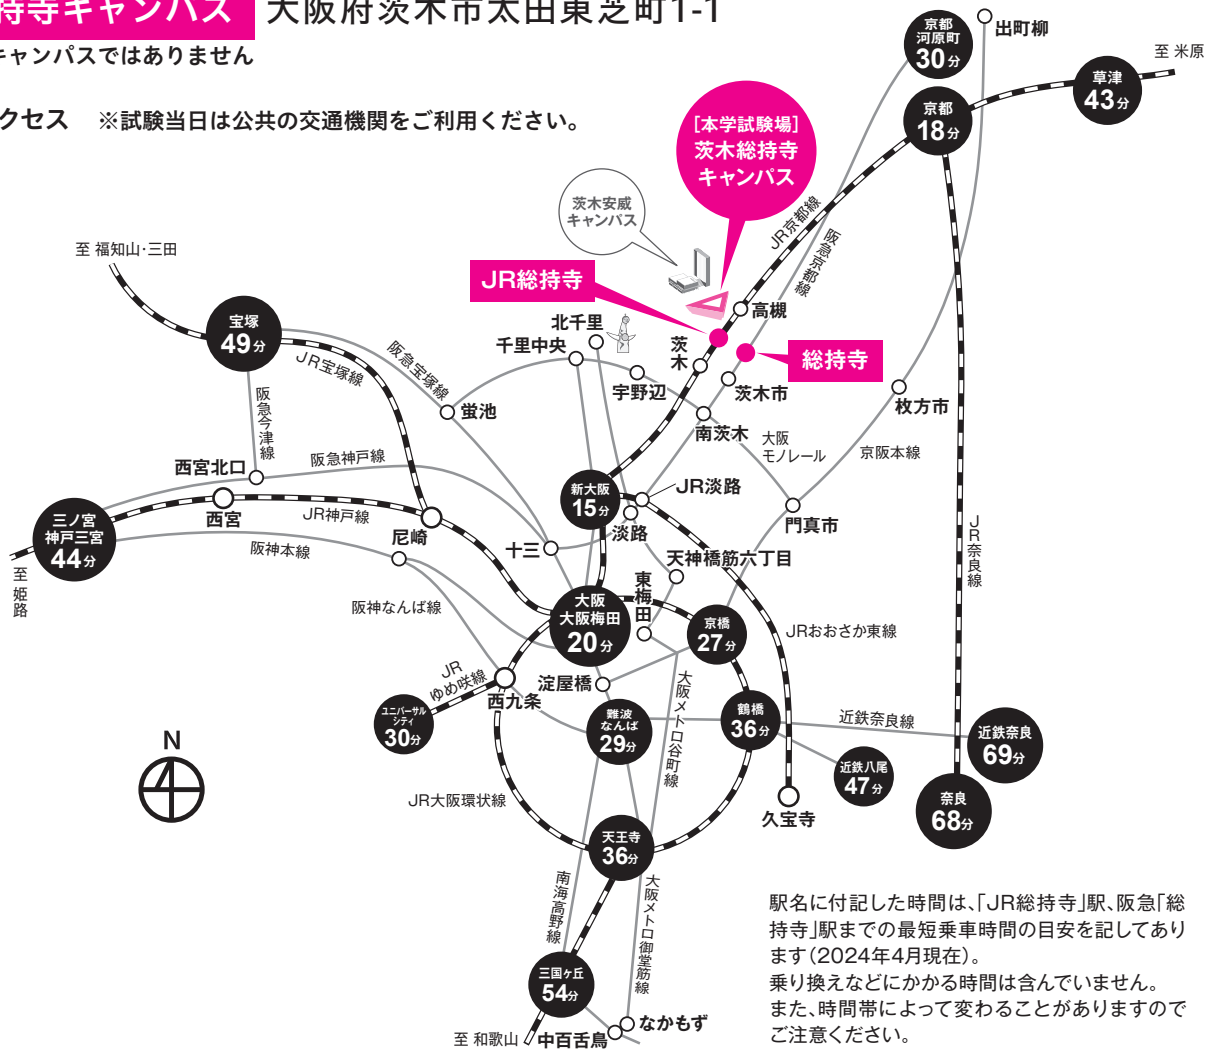 持寺キャンパス 大阪府茨木市太田東芝町1-1
キャンパスではありません
クセス ※試験当日は公共の交通機関をご利用ください。
京都
河原町
30分
出町柳
至 米原
草津
43分
京都
18分
[本学試験場]
茨木総持寺
キャンパス
茨木安威
キャンパス
JR京都線
阪急京都線
至 福知山・三田
JR総持寺
高槻
宝塚
49分
JR宝塚線
阪急宝塚線
北千里
千里中央
茨木
総持寺
宇野辺
茨木市
枚方市
阪急今津線
蛍池
南茨木
大阪
モノレール
京阪本線
西宮北口
阪急神戸線
新大阪
15分
JR淡路
三ノ宮
神戸三宮
44分
西宮
JR神戸線
尼崎
淡路
門真市
JR奈良線
至 姫路
阪神本線
十三
天神橋筋六丁目
東梅田
阪神なんば線
大阪
大阪梅田
20分
京橋
27分
JRおおさか東線
JR
ゆめ咲線
西九条
淀屋橋
大阪メトロ谷町線
ユニバーサル
シティ
30分
難波
なんば
29分
鶴橋
36分
近鉄奈良線
近鉄奈良
69分
近鉄八尾
47分
N
JR大阪環状線
久宝寺
奈良
68分
天王寺
36分
南海高野線
大阪メトロ御堂筋線
三国ヶ丘
54分
なかもず
至 和歌山
中百舌鳥
駅名に付記した時間は、「JR総持寺」駅、阪急「総
持寺」駅までの最短乗車時間の目安を記してあり
ます(2024年4月現在)。
乗り換えなどにかかる時間は含んでいません。
また、時間帯によって変わることがありますので
ご注意ください。